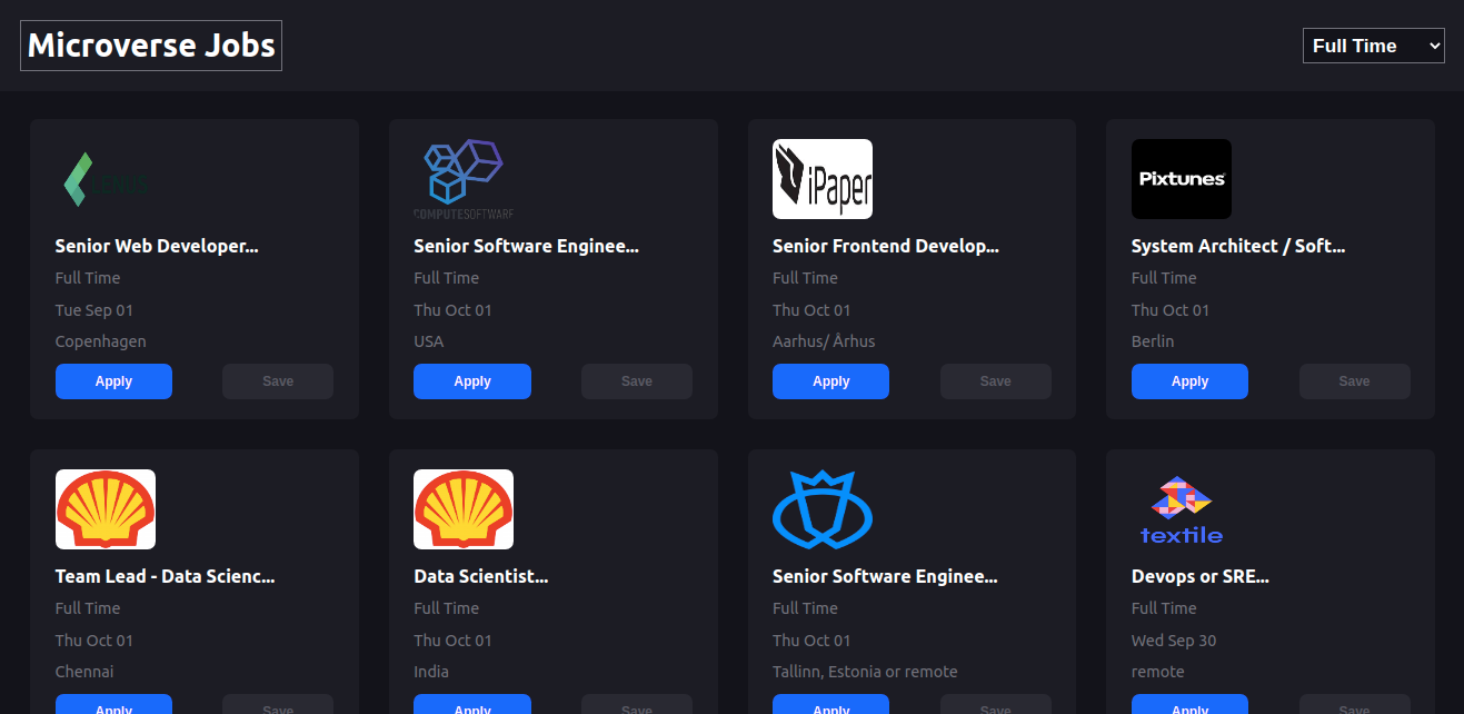 Microverse Jobs
Full Time
LENUS
COMPUTESOFTWARE
iPaper
Pixtunes
Senior Web Developer...
Senior Software Enginee...
Senior Frontend Develop...
System Architect / Soft...
Full Time
Full Time
Full Time
Full Time
Tue Sep 01
Thu Oct 01
Thu Oct 01
Thu Oct 01
Copenhagen
USA
Aarhus/ Århus
Berlin
Apply
Save
Apply
Save
Apply
Save
Apply
Save
textile
Team Lead - Data Scienc...
Data Scientist...
Senior Software Enginee...
Devops or SRE...
Full Time
Full Time
Full Time
Full Time
Thu Oct 01
Thu Oct 01
Thu Oct 01
Wed Sep 30
Chennai
India
Tallinn, Estonia or remote
remote
Apply
Save
Apply
Save
Apply
Save
Apply
Save